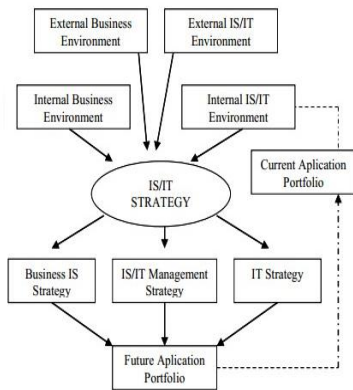 External Business
Environment
External IS/IT
Environment
Internal Business
Environment
Internal IS/IT
Environment
Current Aplication
Portfolio
IS/IT
STRATEGY
Business IS
Strategy
IS/IT Management
Strategy
IT Strategy
Future Aplication
Portfolio